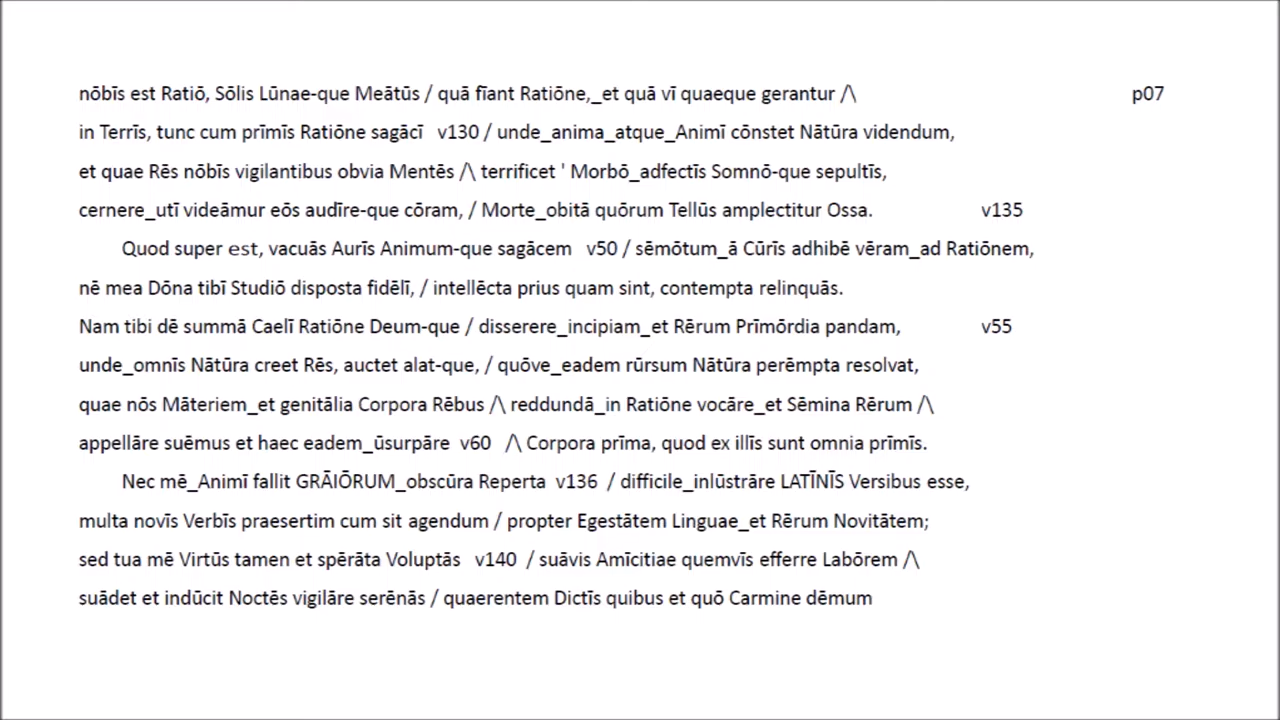 nōbīs est Ratiō, Sōlis Lūnae-que Meātūs / quā fīant Ratiōne,_et quā vī quaeque gerantur /\ p07
in Terrīs, tunc cum prīmīs Ratiōne sagācī v130 / unde_anima_atque_Animī cōnstet Nātūra videndum,
et quae Rēs nōbīs vigilantibus obvia Mentēs /\ terrificet ' Morbō_adfectīs Somnō-que sepultīs,
cernere_utī videāmur eōs audīre-que cōram, / Morte_obitā quōrum Tellūs amplectitur Ossa. v135
Quod super est, vacuās Aurīs Animum-que sagācem v50 / sēmōtum_ā Cūrīs adhibē vēram_ad Ratiōnem,
nē mea Dōna tibī Studiō disposta fidēlī, / intellēcta prius quam sint, contempta relinquās.
Nam tibi dē summā Caelī Ratiōne Deum-que / disserere_incipiam_et Rērum Prīmōrdia pandam, v55
unde_omnīs Nātūra creet Rēs, auctet alat-que, / quōve_eadem rūrsum Nātūra perēmpta resolvat,
quae nōs Māteriem_et genitālia Corpora Rēbus /\ reddundā_in Ratiōne vocāre_et Sēmina Rērum /\
appellāre suēmus et haec eadem_ūsurpāre v60 /\ Corpora prīma, quod ex illīs sunt omnia prīmīs.
Nec mē_Animī fallit GRĀIŌRUM_obscūra Reperta v136 / difficile_inlūstrāre LATĪNĪS Versibus esse,
multa novīs Verbīs praesertim cum sit agendum / propter Egestātem Linguae_et Rērum Novitātem;
sed tua mē Virtūs tamen et spērāta Voluptās v140 / suāvis Amīcitiae quemvīs efferre Labōrem /\
suādet et indūcit Noctēs vigilāre serēnās / quaerentem Dictīs quibus et quō Carmine dēmum